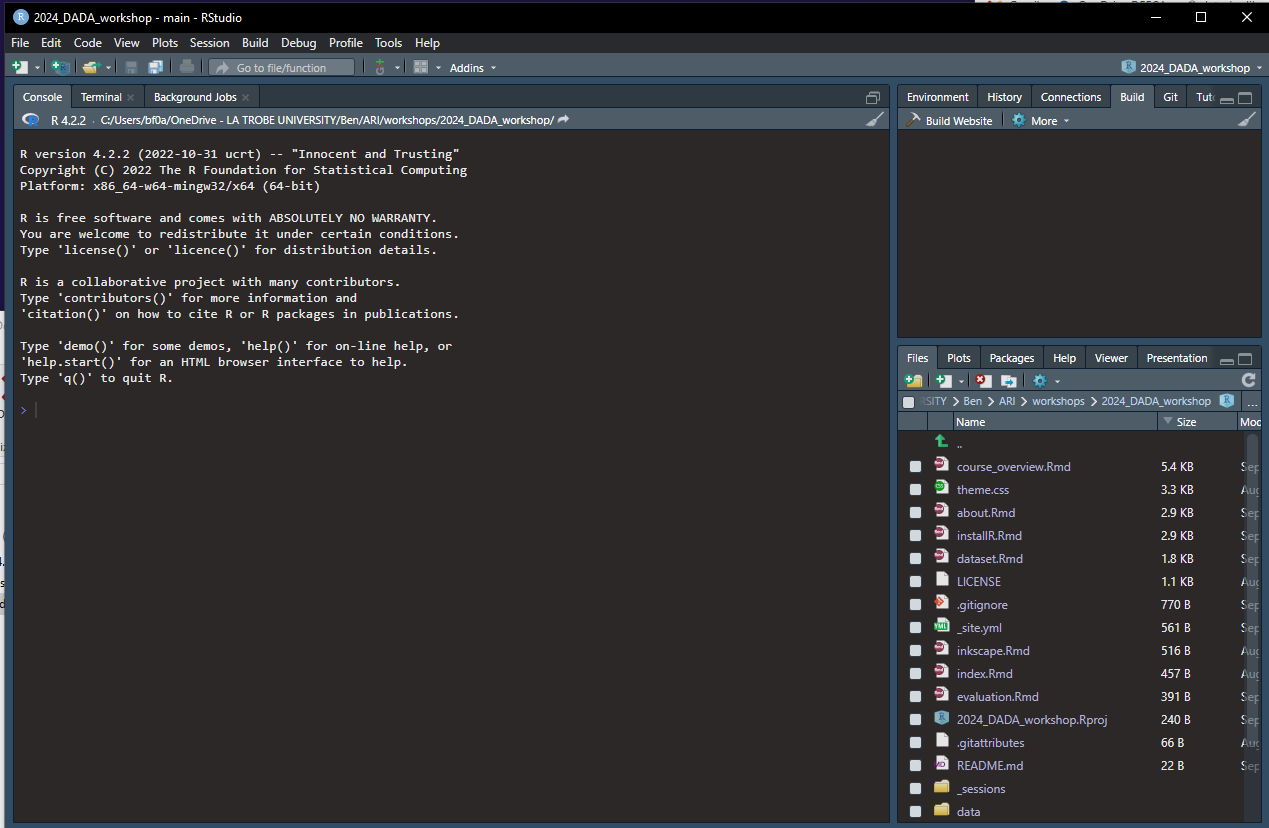 2024_DADA_workshop - main - RStudio
File Edit Code View Plots Session Build Debug Profile Tools Help
Go to file/function Addins 2024_DADA_workshop
Console Terminal Background Jobs
R 4.2.2 · C:/Users/bf0a/OneDrive - LA TROBE UNIVERSITY/Ben/ARI/workshops/2024_DADA_workshop/
R version 4.2.2 (2022-10-31 ucrt) -- "Innocent and Trusting"
Copyright (C) 2022 The R Foundation for Statistical Computing
Platform: x86_64-w64-mingw32/x64 (64-bit)
R is free software and comes with ABSOLUTELY NO WARRANTY.
You are welcome to redistribute it under certain conditions.
Type 'license()' or 'licence()' for distribution details.
R is a collaborative project with many contributors.
Type 'contributors()' for more information and
'citation()' on how to cite R or R packages in publications.
Type 'demo()' for some demos, 'help()' for on-line help, or
'help.start()' for an HTML browser interface to help.
Type 'q()' to quit R.
>
Environment History Connections Build Git Tut
Build Website More
Files Plots Packages Help Viewer Presentation
RSITY > Ben > ARI > workshops > 2024_DADA_workshop ...
Name Size Mod
..
course_overview.Rmd 5.4 KB Sep
theme.css 3.3 KB Aug
about.Rmd 2.9 KB Sep
installR.Rmd 2.9 KB Sep
dataset.Rmd 1.8 KB Sep
LICENSE 1.1 KB Aug
.gitignore 770 B Sep
_site.yml 561 B Sep
inkscape.Rmd 516 B Aug
index.Rmd 457 B Aug
evaluation.Rmd 391 B Sep
2024_DADA_workshop.Rproj 240 B Sep
.gitattributes 66 B Aug
README.md 22 B Sep
_sessions
data